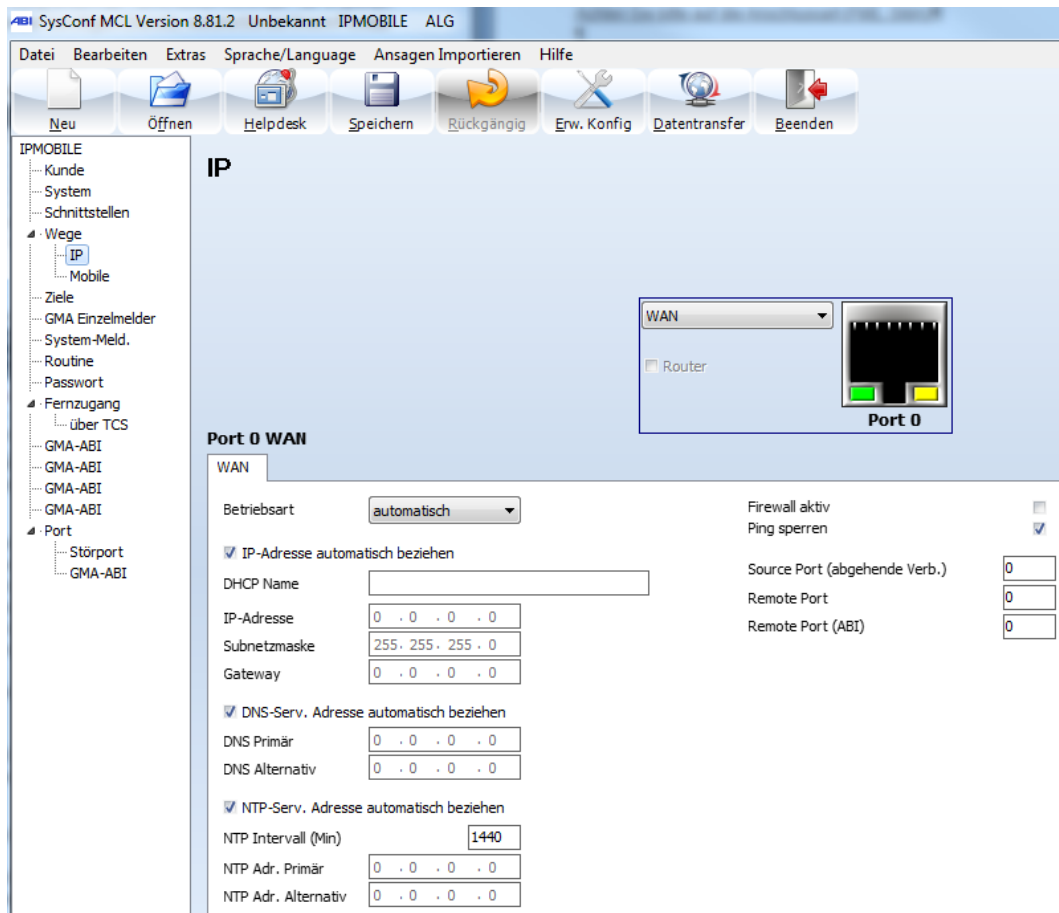 ABI SysConf MCL Version 8.81.2 Unbekannt IPMOBILE ALG
Datei Bearbeiten Extras Sprache/Language Ansagen Importieren Hilfe
Neu Öffnen Helpdesk Speichern Rückgängig Erw. Konfig Datentransfer Beenden
IPMOBILE
Kunde
System
Schnittstellen
Wege
IP
Mobile
Ziele
GMA Einzelmelder
System-Meld.
Routine
Passwort
Fernzugang
über TCS
GMA-ABI
GMA-ABI
GMA-ABI
GMA-ABI
Port
Störport
GMA-ABI
IP
WAN
Router
Port 0
Port 0 WAN
WAN
Betriebsart automatisch
IP-Adresse automatisch beziehen
DHCP Name
IP-Adresse 0 . 0 . 0 . 0
Subnetzmaske 255. 255. 255. 0
Gateway 0 . 0 . 0 . 0
DNS-Serv. Adresse automatisch beziehen
DNS Primär 0 . 0 . 0 . 0
DNS Alternativ 0 . 0 . 0 . 0
NTP-Serv. Adresse automatisch beziehen
NTP Intervall (Min) 1440
NTP Adr. Primär 0 . 0 . 0 . 0
NTP Adr. Alternativ 0 . 0 . 0 . 0
Firewall aktiv
Ping sperren
Source Port (abgehende Verb.) 0
Remote Port 0
Remote Port (ABI) 0